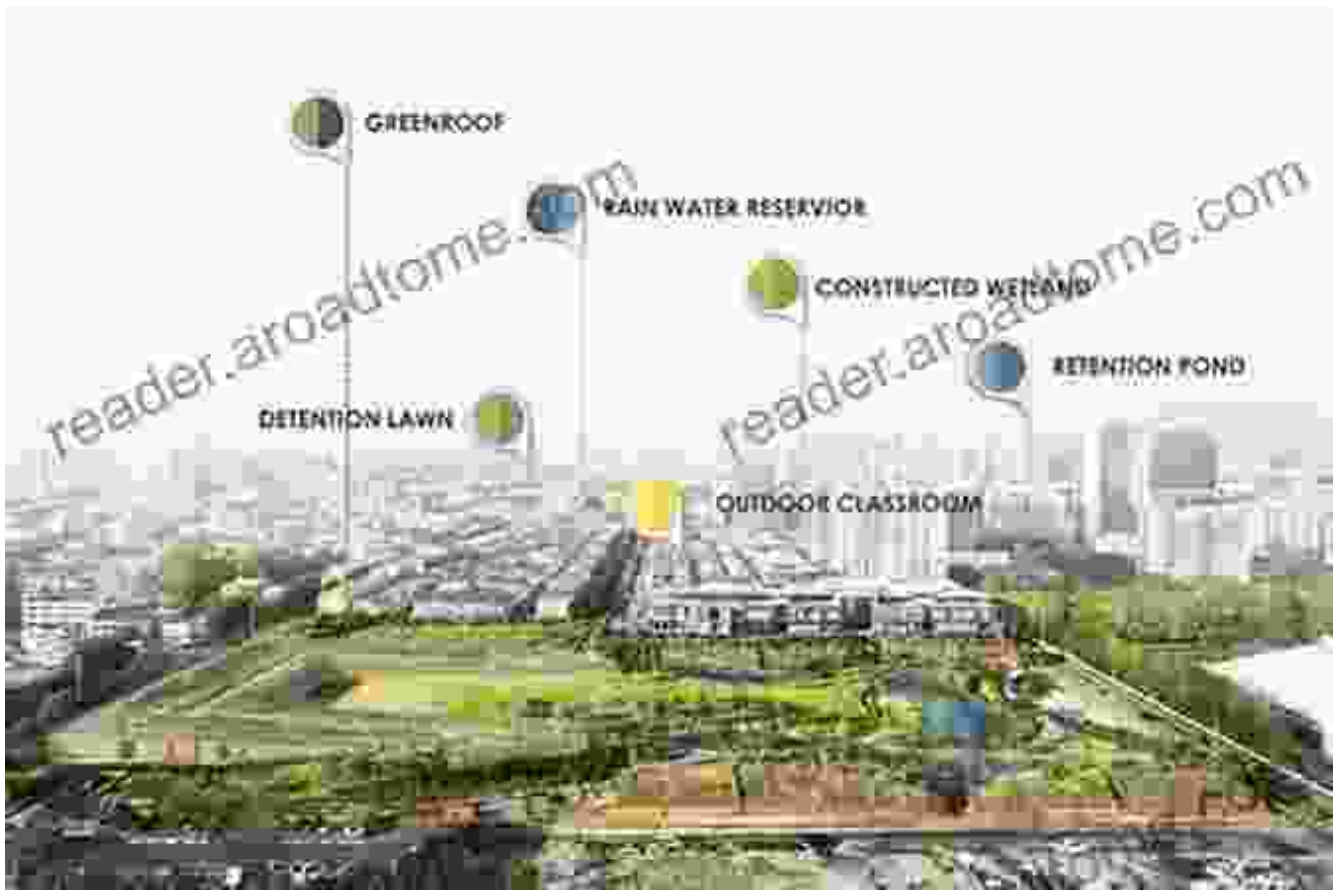 GREENROOF
RAIN WATER RESERVIOR
CONSTRUCTED WETLAND
RETENTION POND
DETENTION LAWN
OUTDOOR CLASSROOM
reader.aroadtome.com
reader.aroadtome.com